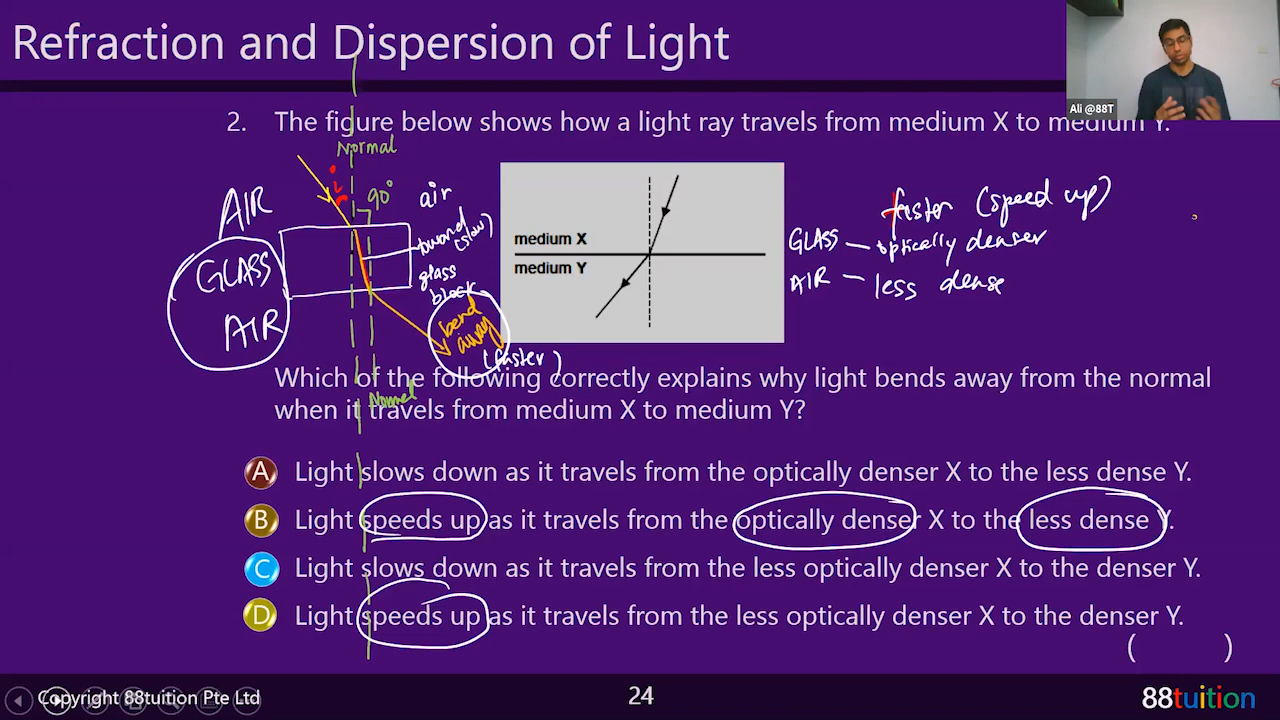 Refraction and Dispersion of Light
Ali @88T
2. The figure below shows how a light ray travels from medium X to medium Y.
Normal
i
90°
AIR
air
toward (slow)
glass block
GLASS
AIR
bend away
(faster)
Normal
medium X
medium Y
faster (speed up)
GLASS — optically denser
AIR — less dense
Which of the following correctly explains why light bends away from the normal
when it travels from medium X to medium Y?
A Light slows down as it travels from the optically denser X to the less dense Y.
B Light speeds up as it travels from the optically denser X to the less dense Y.
C Light slows down as it travels from the less optically denser X to the denser Y.
D Light speeds up as it travels from the less optically denser X to the denser Y.
( )
Copyright 88tuition Pte Ltd
24
88tuition